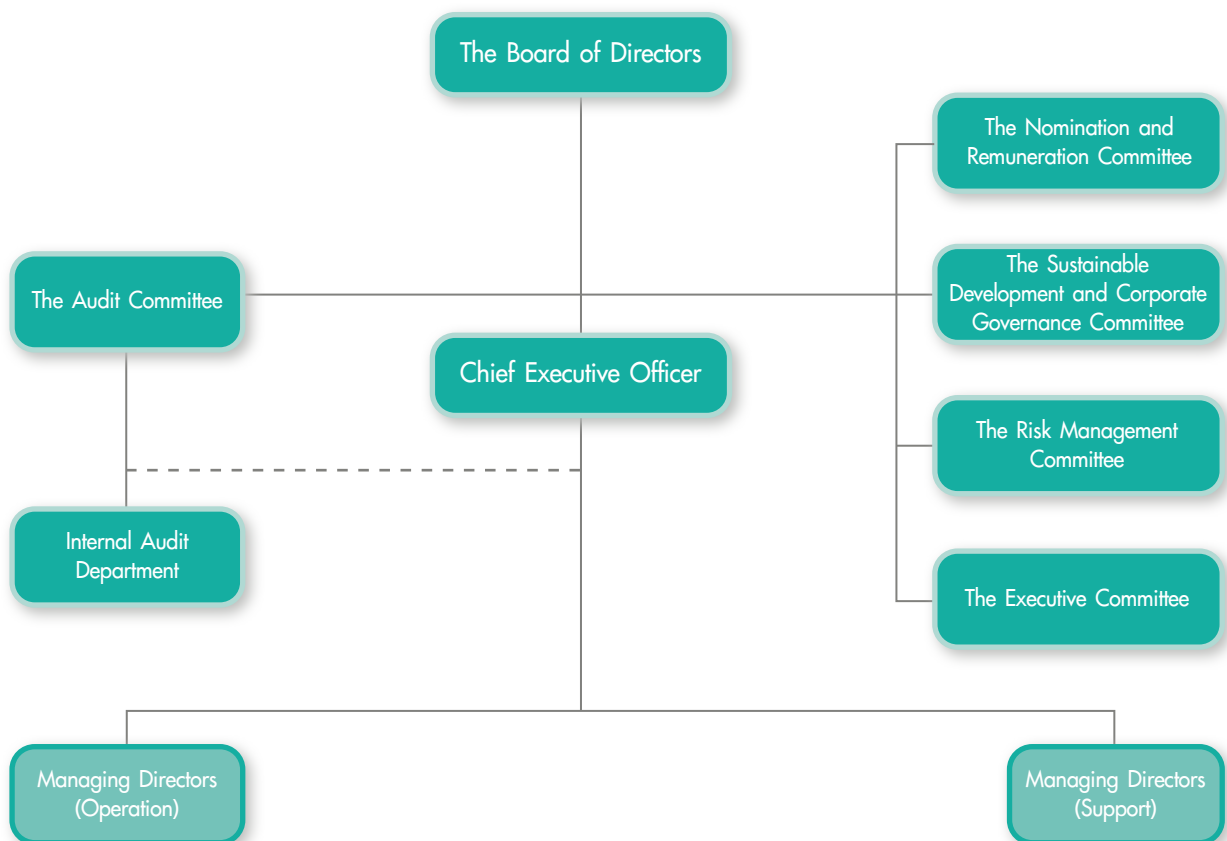 The Board of Directors
The Nomination and
Remuneration Committee
The Audit Committee
The Sustainable
Development and Corporate
Governance Committee
Chief Executive Officer
The Risk Management
Committee
Internal Audit
Department
The Executive Committee
Managing Directors
(Operation)
Managing Directors
(Support)